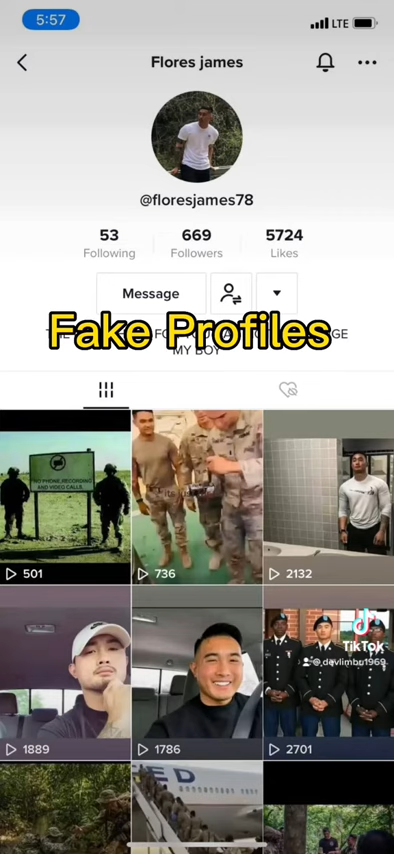 5:57
LTE
Flores james
@floresjames78
53 669 5724
Following Followers Likes
Message
Fake Profiles
MY BOY
NO PHONE, RECORDING
AND VIDEO CALLS.
501 736 2132
TikTok
@_devlimbu1969
1889 1786 2701